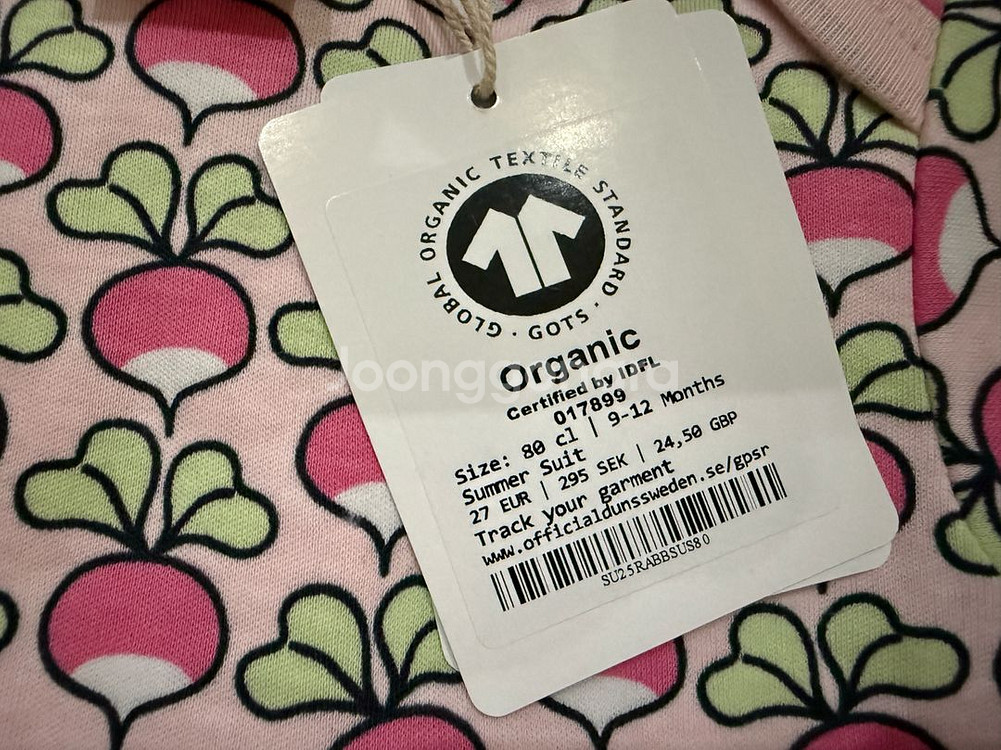 GLOBAL ORGANIC TEXTILE STANDARD · GOTS ·
Organic
Certified by IDFL
017899
Size: 80 cl | 9-12 Months
Summer Suit
27 EUR | 295 SEK | 24,50 GBP
Track your garment
www.officialdunssweden.se/gpsr
SU25RABBSUS80
Joonggonara